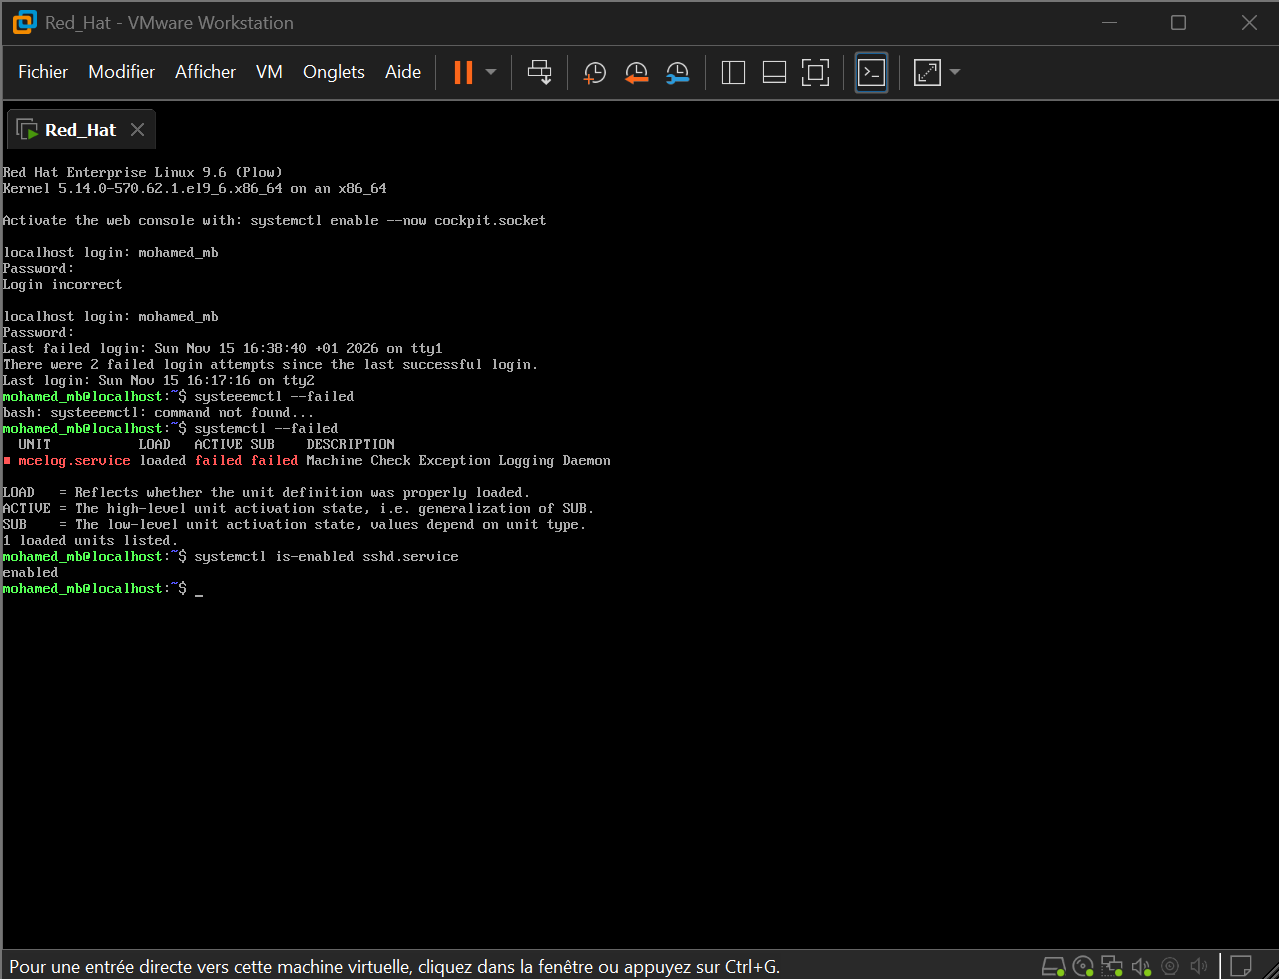 Red_Hat - VMware Workstation
Fichier Modifier Afficher VM Onglets Aide
Red_Hat
Red Hat Enterprise Linux 9.6 (Plow)
Kernel 5.14.0-570.62.1.el9_6.x86_64 on an x86_64
Activate the web console with: systemctl enable --now cockpit.socket
localhost login: mohamed_mb
Password:
Login incorrect
localhost login: mohamed_mb
Password:
Last failed login: Sun Nov 15 16:38:40 +01 2026 on tty1
There were 2 failed login attempts since the last successful login.
Last login: Sun Nov 15 16:17:16 on tty2
mohamed_mb@localhost:~$ systeeemctl --failed
bash: systeeemctl: command not found...
mohamed_mb@localhost:~$ systemctl --failed
UNIT LOAD ACTIVE SUB DESCRIPTION
■ mcelog.service loaded failed failed Machine Check Exception Logging Daemon
LOAD = Reflects whether the unit definition was properly loaded.
ACTIVE = The high-level unit activation state, i.e. generalization of SUB.
SUB = The low-level unit activation state, values depend on unit type.
1 loaded units listed.
mohamed_mb@localhost:~$ systemctl is-enabled sshd.service
enabled
mohamed_mb@localhost:~$ _
Pour une entrée directe vers cette machine virtuelle, cliquez dans la fenêtre ou appuyez sur Ctrl+G.